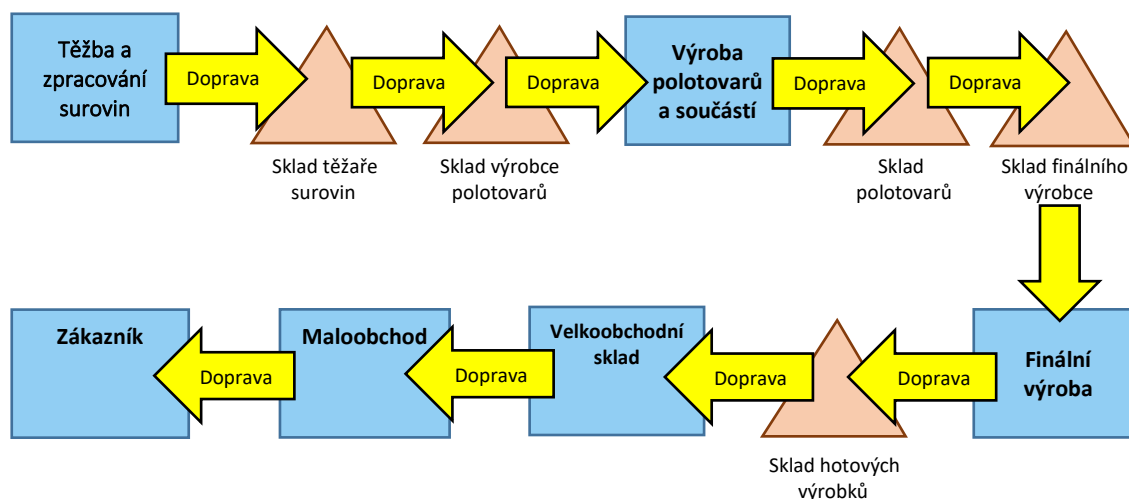 Těžba a
zpracování
surovin
Doprava
Doprava
Doprava
Výroba
polotovarů
a součástí
Doprava
Doprava
Sklad těžaře
surovin
Sklad výrobce
polotovarů
Sklad
polotovarů
Sklad finálního
výrobce
Zákazník
Doprava
Maloobchod
Doprava
Velkoobchodní
sklad
Doprava
Doprava
Finální
výroba
Sklad hotových
výrobků